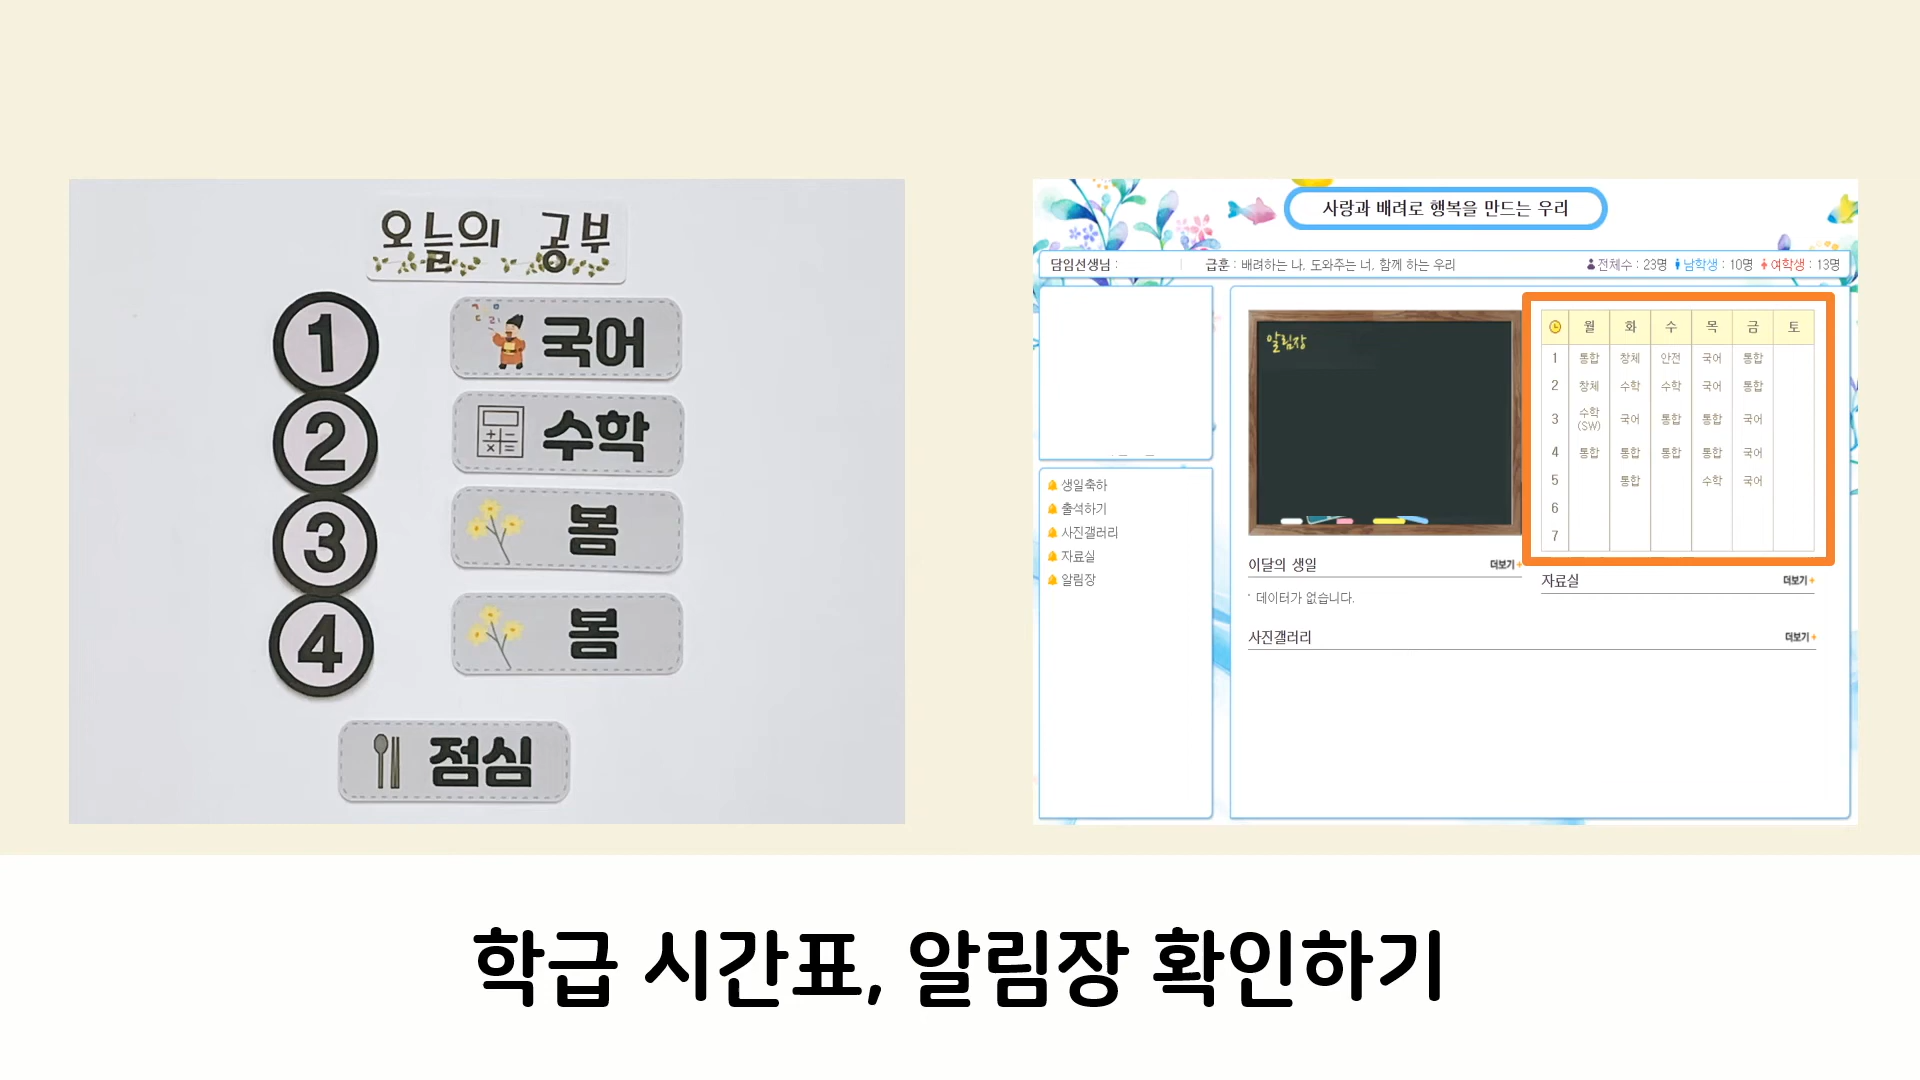 오늘의 공부
1 국어
2 수학
3 봄
4 봄
점심
사랑과 배려로 행복을 만드는 우리
담임선생님 :
급훈 : 배려하는 나, 도와주는 너, 함께 하는 우리
전체수 : 23명 남학생 : 10명 여학생 : 13명
생일축하
출석하기
사진갤러리
자료실
알림장
알림장
월 화 수 목 금 토
1 통합 창체 안전 국어 통합
2 창체 수학 수학 국어 통합
3 수학(SW) 국어 통합 통합 국어
4 통합 통합 통합 통합 국어
5 통합 수학 국어
6
7
이달의 생일 더보기+
데이터가 없습니다.
자료실 더보기+
사진갤러리 더보기+
학급 시간표, 알림장 확인하기